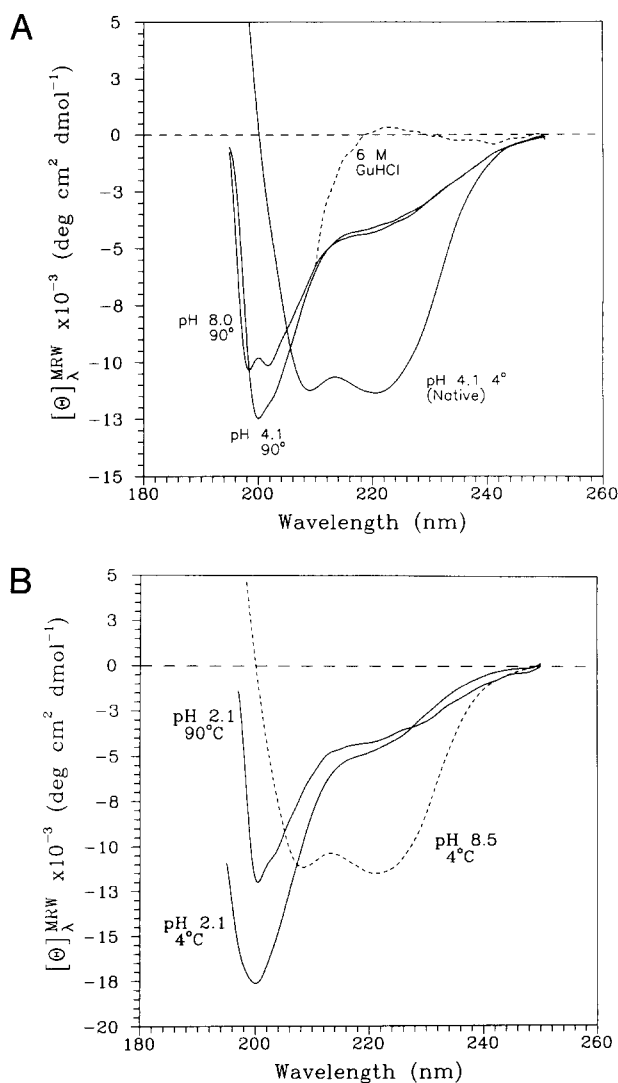 A
[Θ]λ^MRW x10⁻³ (deg cm² dmol⁻¹)
5
3
0
−3
−5
−8
−10
−13
−15
6 M
GuHCl
pH 8.0
90°
pH 4.1
90°
pH 4.1 4°
(Native)
180 200 220 240 260
Wavelength (nm)
B
[Θ]λ^MRW x10⁻³ (deg cm² dmol⁻¹)
5
3
0
−3
−5
−8
−10
−13
−15
−18
−20
pH 2.1
90°C
pH 8.5
4°C
pH 2.1
4°C
180 200 220 240 260
Wavelength (nm)